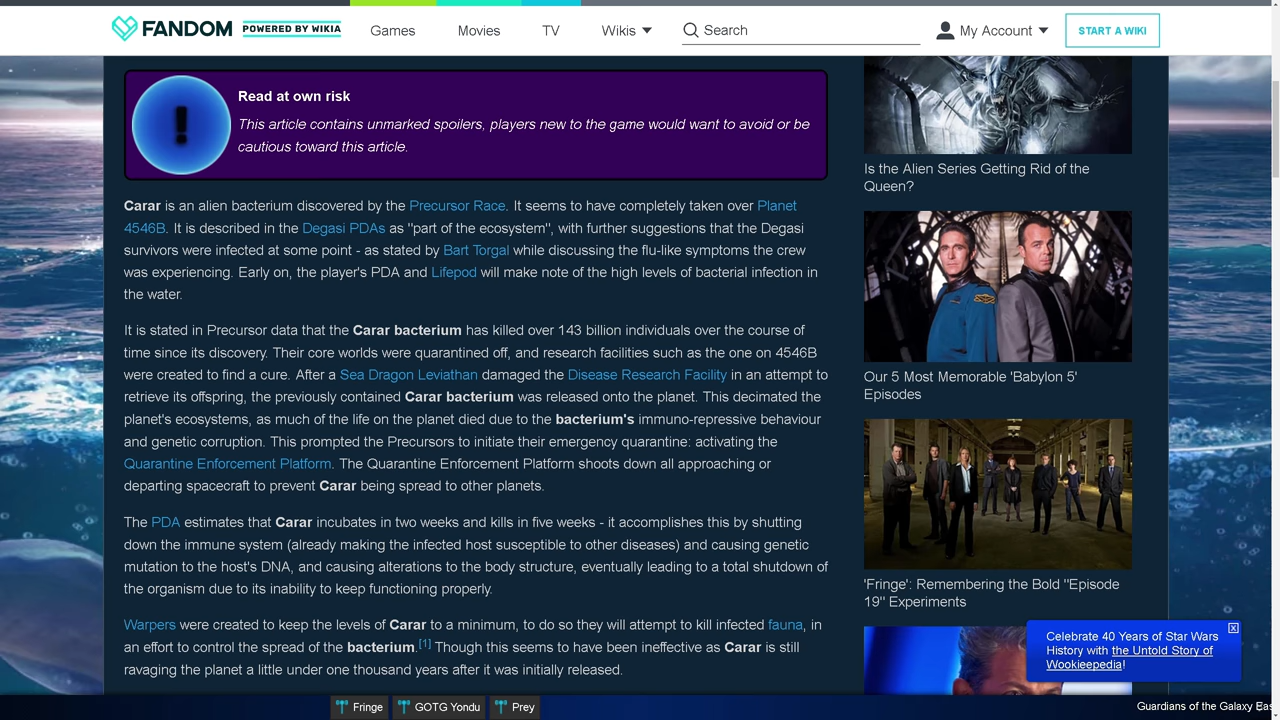 FANDOM POWERED BY WIKIA Games Movies TV Wikis Search My Account START A WIKI
Read at own risk
This article contains unmarked spoilers, players new to the game would want to avoid or be
cautious toward this article.
Carar is an alien bacterium discovered by the Precursor Race. It seems to have completely taken over Planet
4546B. It is described in the Degasi PDAs as "part of the ecosystem", with further suggestions that the Degasi
survivors were infected at some point - as stated by Bart Torgal while discussing the flu-like symptoms the crew
was experiencing. Early on, the player's PDA and Lifepod will make note of the high levels of bacterial infection in
the water.
It is stated in Precursor data that the Carar bacterium has killed over 143 billion individuals over the course of
time since its discovery. Their core worlds were quarantined off, and research facilities such as the one on 4546B
were created to find a cure. After a Sea Dragon Leviathan damaged the Disease Research Facility in an attempt to
retrieve its offspring, the previously contained Carar bacterium was released onto the planet. This decimated the
planet's ecosystems, as much of the life on the planet died due to the bacterium's immuno-repressive behaviour
and genetic corruption. This prompted the Precursors to initiate their emergency quarantine: activating the
Quarantine Enforcement Platform. The Quarantine Enforcement Platform shoots down all approaching or
departing spacecraft to prevent Carar being spread to other planets.
The PDA estimates that Carar incubates in two weeks and kills in five weeks - it accomplishes this by shutting
down the immune system (already making the infected host susceptible to other diseases) and causing genetic
mutation to the host's DNA, and causing alterations to the body structure, eventually leading to a total shutdown of
the organism due to its inability to keep functioning properly.
Warpers were created to keep the levels of Carar to a minimum, to do so they will attempt to kill infected fauna, in
an effort to control the spread of the bacterium.[1] Though this seems to have been ineffective as Carar is still
ravaging the planet a little under one thousand years after it was initially released.
Is the Alien Series Getting Rid of the
Queen?
Our 5 Most Memorable 'Babylon 5'
Episodes
'Fringe': Remembering the Bold "Episode
19" Experiments
Celebrate 40 Years of Star Wars
History with the Untold Story of
Wookieepedia!
Fringe GOTG Yondu Prey Guardians of the Galaxy Eas